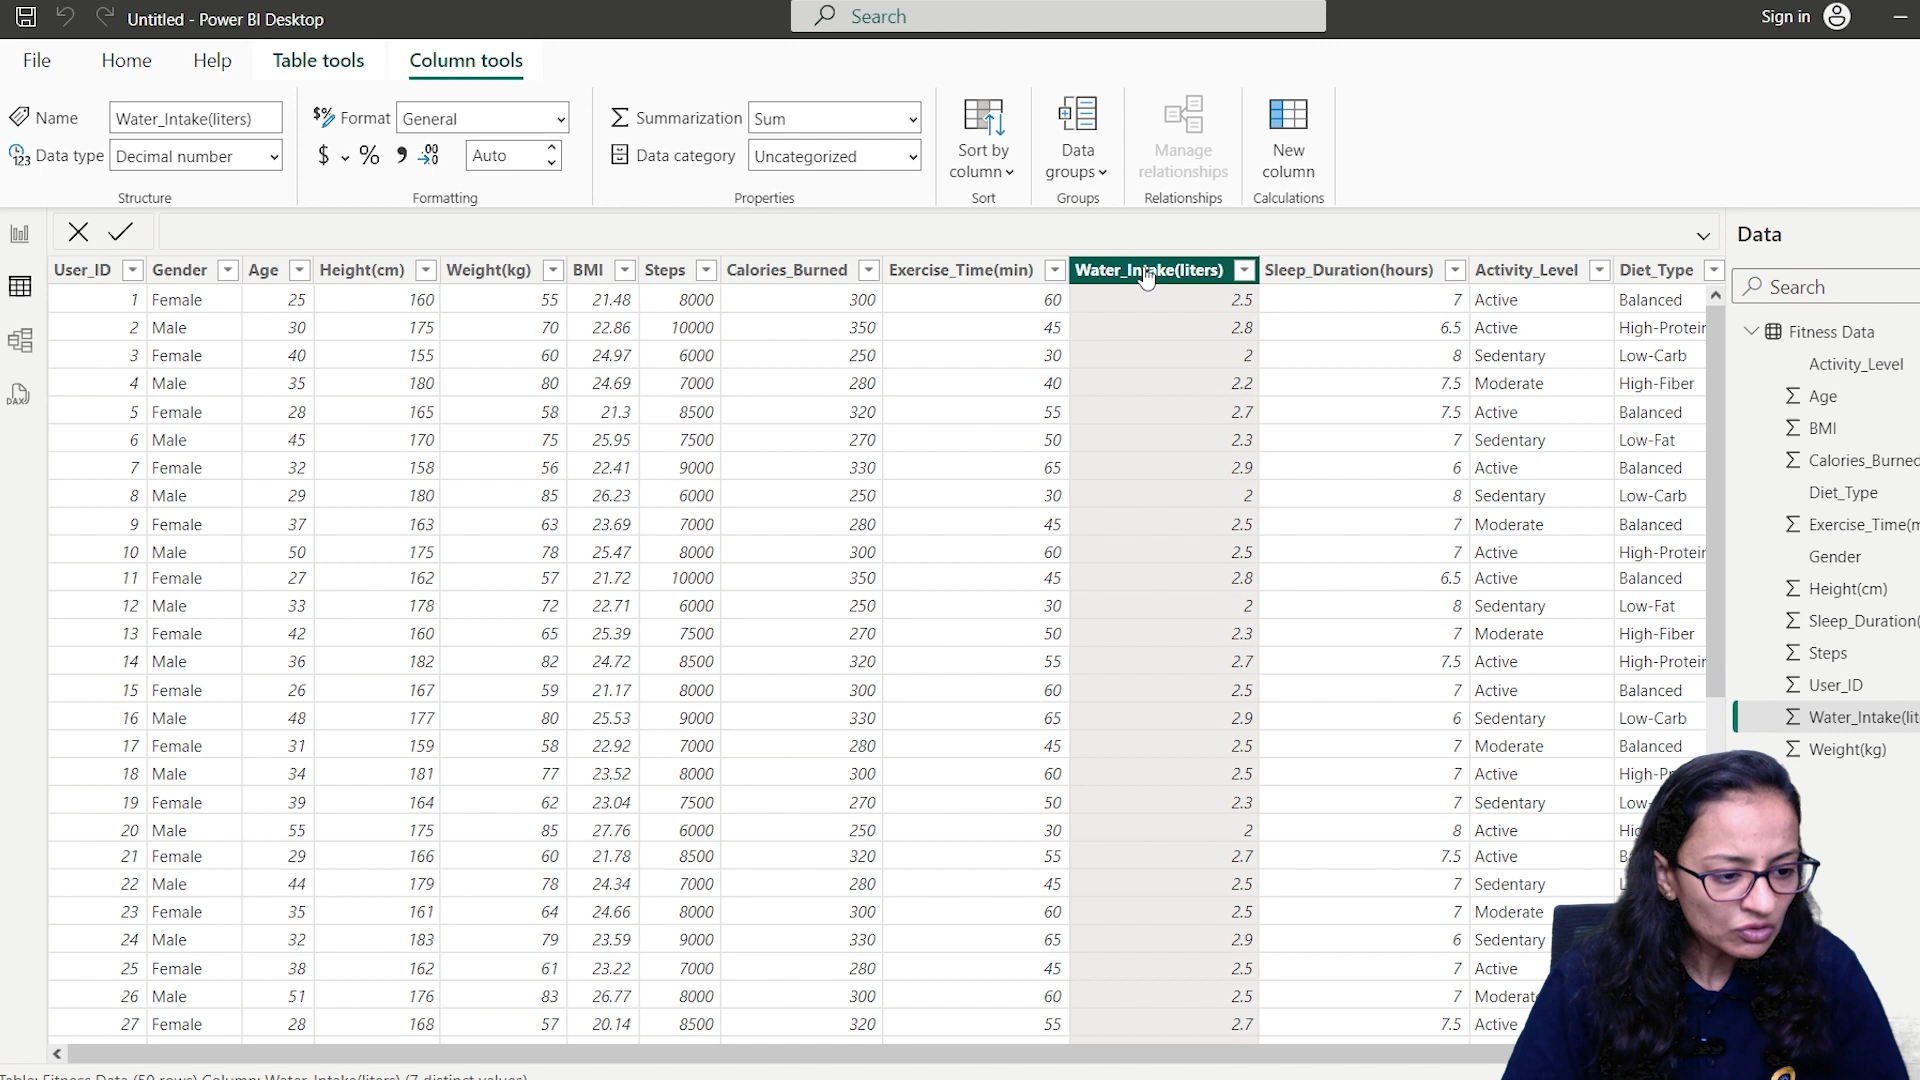 Untitled - Power BI Desktop
Search
Sign in
File Home Help Table tools Column tools
Name Water_Intake(liters)
Data type Decimal number
Structure
Format General
$ % 9 .00 Auto
Formatting
Summarization Sum
Data category Uncategorized
Properties
Sort by
column
Sort
Data
groups
Groups
Manage
relationships
Relationships
New
column
Calculations
User_ID Gender Age Height(cm) Weight(kg) BMI Steps Calories_Burned Exercise_Time(min) Water_Intake(liters) Sleep_Duration(hours) Activity_Level Diet_Type
1 Female 25 160 55 21.48 8000 300 60 2.5 7 Active Balanced
2 Male 30 175 70 22.86 10000 350 45 2.8 6.5 Active High-Protein
3 Female 40 155 60 24.97 6000 250 30 2 8 Sedentary Low-Carb
4 Male 35 180 80 24.69 7000 280 40 2.2 7.5 Moderate High-Fiber
5 Female 28 165 58 21.3 8500 320 55 2.7 7.5 Active Balanced
6 Male 45 170 75 25.95 7500 270 50 2.3 7 Sedentary Low-Fat
7 Female 32 158 56 22.41 9000 330 65 2.9 6 Active Balanced
8 Male 29 180 85 26.23 6000 250 30 2 8 Sedentary Low-Carb
9 Female 37 163 63 23.69 7000 280 45 2.5 7 Moderate Balanced
10 Male 50 175 78 25.47 8000 300 60 2.5 7 Active High-Protein
11 Female 27 162 57 21.72 10000 350 45 2.8 6.5 Active Balanced
12 Male 33 178 72 22.71 6000 250 30 2 8 Sedentary Low-Fat
13 Female 42 160 65 25.39 7500 270 50 2.3 7 Moderate High-Fiber
14 Male 36 182 82 24.72 8500 320 55 2.7 7.5 Active High-Protein
15 Female 26 167 59 21.17 8000 300 60 2.5 7 Active Balanced
16 Male 48 177 80 25.53 9000 330 65 2.9 6 Sedentary Low-Carb
17 Female 31 159 58 22.92 7000 280 45 2.5 7 Moderate Balanced
18 Male 34 181 77 23.52 8000 300 60 2.5 7 Active
19 Female 39 164 62 23.04 7500 270 50 2.3 7 Sedentary
20 Male 55 175 85 27.76 6000 250 30 2 8 Active
21 Female 29 166 60 21.78 8500 320 55 2.7 7.5 Active
22 Male 44 179 78 24.34 7000 280 45 2.5 7 Sedentary
23 Female 35 161 64 24.66 8000 300 60 2.5 7 Moderate
24 Male 32 183 79 23.59 9000 330 65 2.9 6 Sedentary
25 Female 38 162 61 23.22 7000 280 45 2.5 7 Active
26 Male 51 176 83 26.77 8000 300 60 2.5 7 Moderate
27 Female 28 168 57 20.14 8500 320 55 2.7 7.5 Active
Table: Fitness Data (50 rows) Column: Water_Intake(liters) (7 distinct values)
Data
Search
Fitness Data
Activity_Level
Age
BMI
Calories_Burned
Diet_Type
Exercise_Time(m
Gender
Height(cm)
Sleep_Duration(
Steps
User_ID
Water_Intake(lit
Weight(kg)